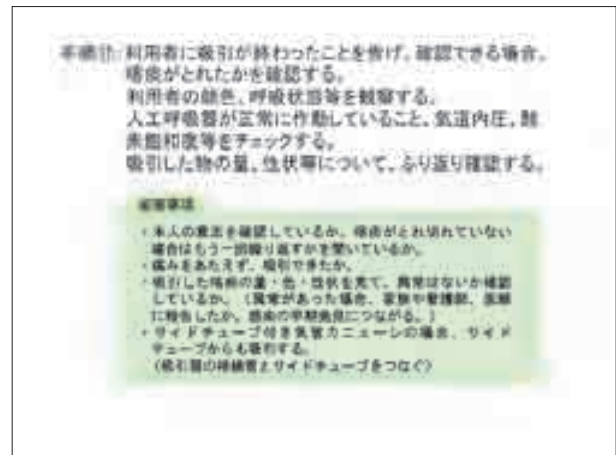 利用者に吸引が終わったことを告げ、確認できる場合、
喀痰がとれたかを確認する。
利用者の顔色、呼吸状態等を観察する。
人工呼吸器が正常に作動していること、気道内圧、酸
素飽和度等をチェックする。
吸引した物の量、性状等について、ふり返り確認する。
留意事項
・本人の意志を確認しているか。喀痰がとれ切れていない
場合はもう一回繰り返すかを聞いているか。
・痛みをあたえず、吸引できたか。
・吸引した喀痰の量・色・性状を見て、異常はないか確認
しているか。（異常があった場合、家族や看護師、医師
に報告したか。感染の早期発見につながる。）
・サイドチューブ付き気管カニューレの場合、サイド
チューブからも吸引する。
（吸引器の接続管とサイドチューブをつなぐ）